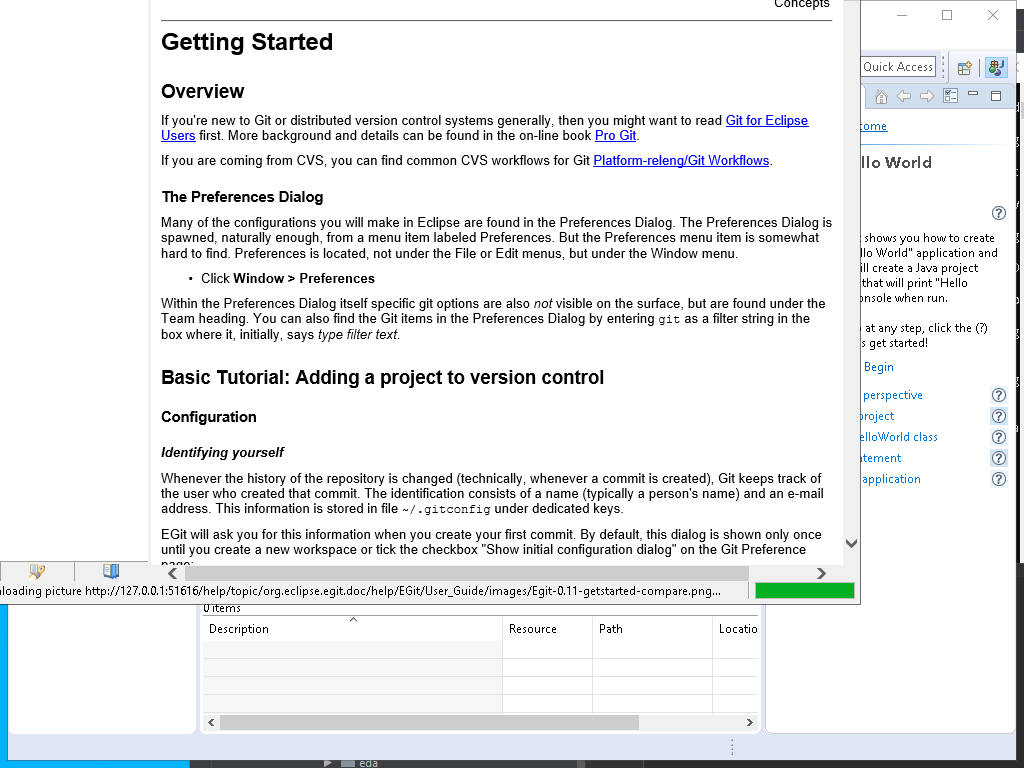 Concepts
Getting Started
Overview
If you're new to Git or distributed version control systems generally, then you might want to read Git for Eclipse
Users first. More background and details can be found in the on-line book Pro Git.
If you are coming from CVS, you can find common CVS workflows for Git Platform-releng/Git Workflows.
The Preferences Dialog
Many of the configurations you will make in Eclipse are found in the Preferences Dialog. The Preferences Dialog is
spawned, naturally enough, from a menu item labeled Preferences. But the Preferences menu item is somewhat
hard to find. Preferences is located, not under the File or Edit menus, but under the Window menu.
• Click Window > Preferences
Within the Preferences Dialog itself specific git options are also not visible on the surface, but are found under the
Team heading. You can also find the Git items in the Preferences Dialog by entering git as a filter string in the
box where it, initially, says type filter text.
Basic Tutorial: Adding a project to version control
Configuration
Identifying yourself
Whenever the history of the repository is changed (technically, whenever a commit is created), Git keeps track of
the user who created that commit. The identification consists of a name (typically a person's name) and an e-mail
address. This information is stored in file ~/.gitconfig under dedicated keys.
EGit will ask you for this information when you create your first commit. By default, this dialog is shown only once
until you create a new workspace or tick the checkbox "Show initial configuration dialog" on the Git Preference
page:
loading picture http://127.0.0.1:51616/help/topic/org.eclipse.egit.doc/help/EGit/User_Guide/images/Egit-0.11-getstarted-compare.png...
Quick Access
ome
llo World
shows you how to create
llo World" application and
ill create a Java project
that will print "Hello
onsole when run.
at any step, click the (?)
s get started!
Begin
perspective
project
elloWorld class
tement
application
0 items
Description
Resource
Path
Locatio
eda